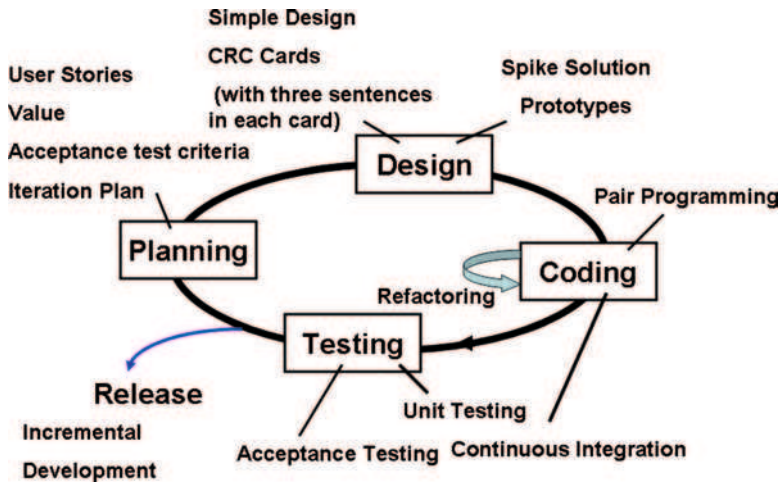 Simple Design
CRC Cards
(with three sentences
in each card)
User Stories
Value
Acceptance test criteria
Iteration Plan
Spike Solution
Prototypes
Design
Pair Programming
Planning
Coding
Refactoring
Testing
Release
Incremental
Development
Unit Testing
Acceptance Testing
Continuous Integration